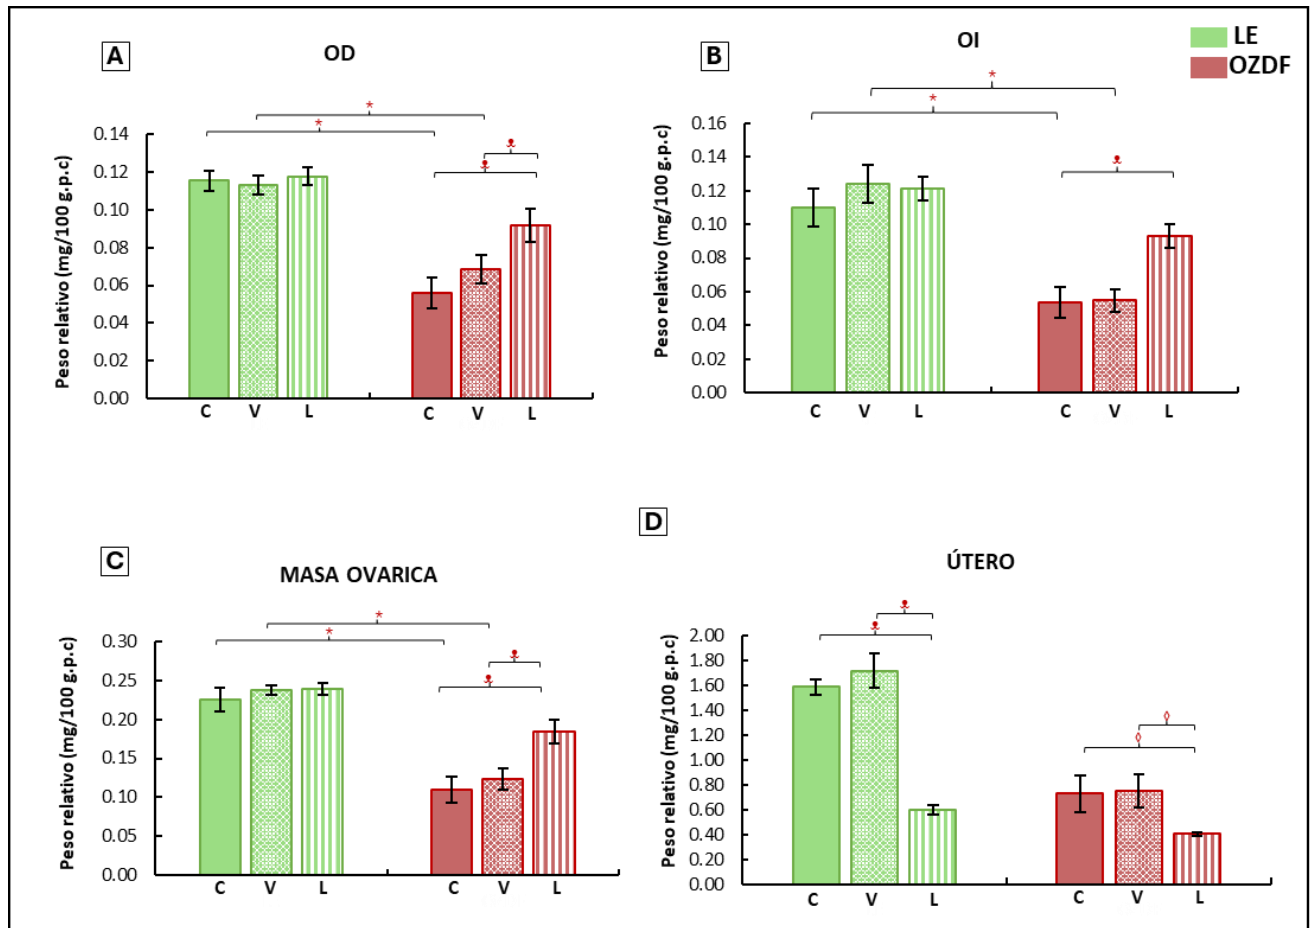 A
OD
B
OI
LE
OZDF
Peso relativo (mg/100 g.p.c)
0.14
0.12
0.10
0.08
0.06
0.04
0.02
0.00
* *
C V L C V L
Peso relativo (mg/100 g.p.c)
0.16
0.14
0.12
0.10
0.08
0.06
0.04
0.02
0.00
* *
C V L C V L
C
MASA OVARICA
Peso relativo (mg/100 g.p.c)
0.30
0.25
0.20
0.15
0.10
0.05
0.00
* *
C V L C V L
D
ÚTERO
Peso relativo (mg/100 g.p.c)
2.00
1.80
1.60
1.40
1.20
1.00
0.80
0.60
0.40
0.20
0.00
◊ ◊
C V L C V L